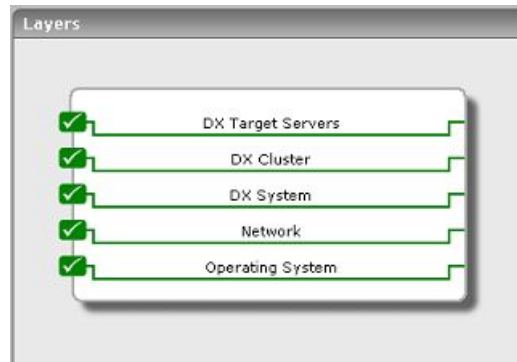 Layers
DX Target Servers
DX Cluster
DX System
Network
Operating System